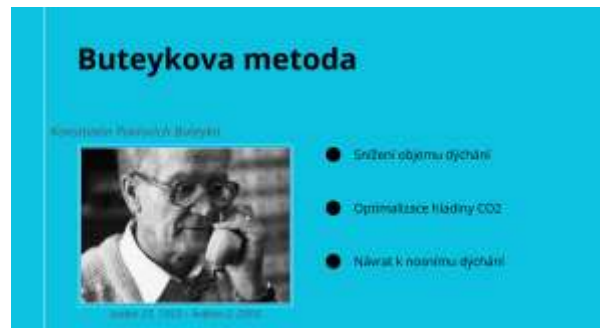 Buteykova metoda
Konstantin Pavlovich Buteyko
Snížení objemu dýchání
Optimalizace hladiny CO2
Návrat k nosnímu dýchání